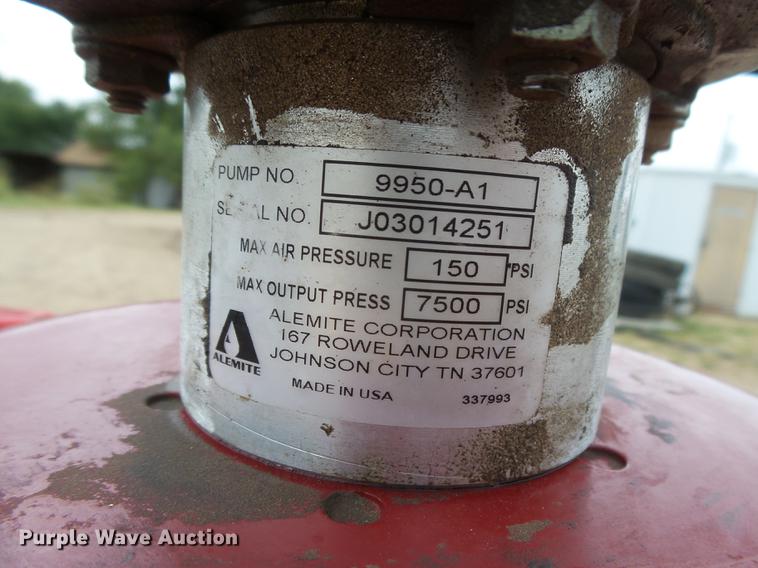 PUMP NO. 9950-A1
SERIAL NO. J03014251
MAX AIR PRESSURE 150 PSI
MAX OUTPUT PRESS 7500 PSI
ALEMITE CORPORATION
167 ROWELAND DRIVE
JOHNSON CITY TN 37601
ALEMITE
MADE IN USA 337993
Purple Wave Auction